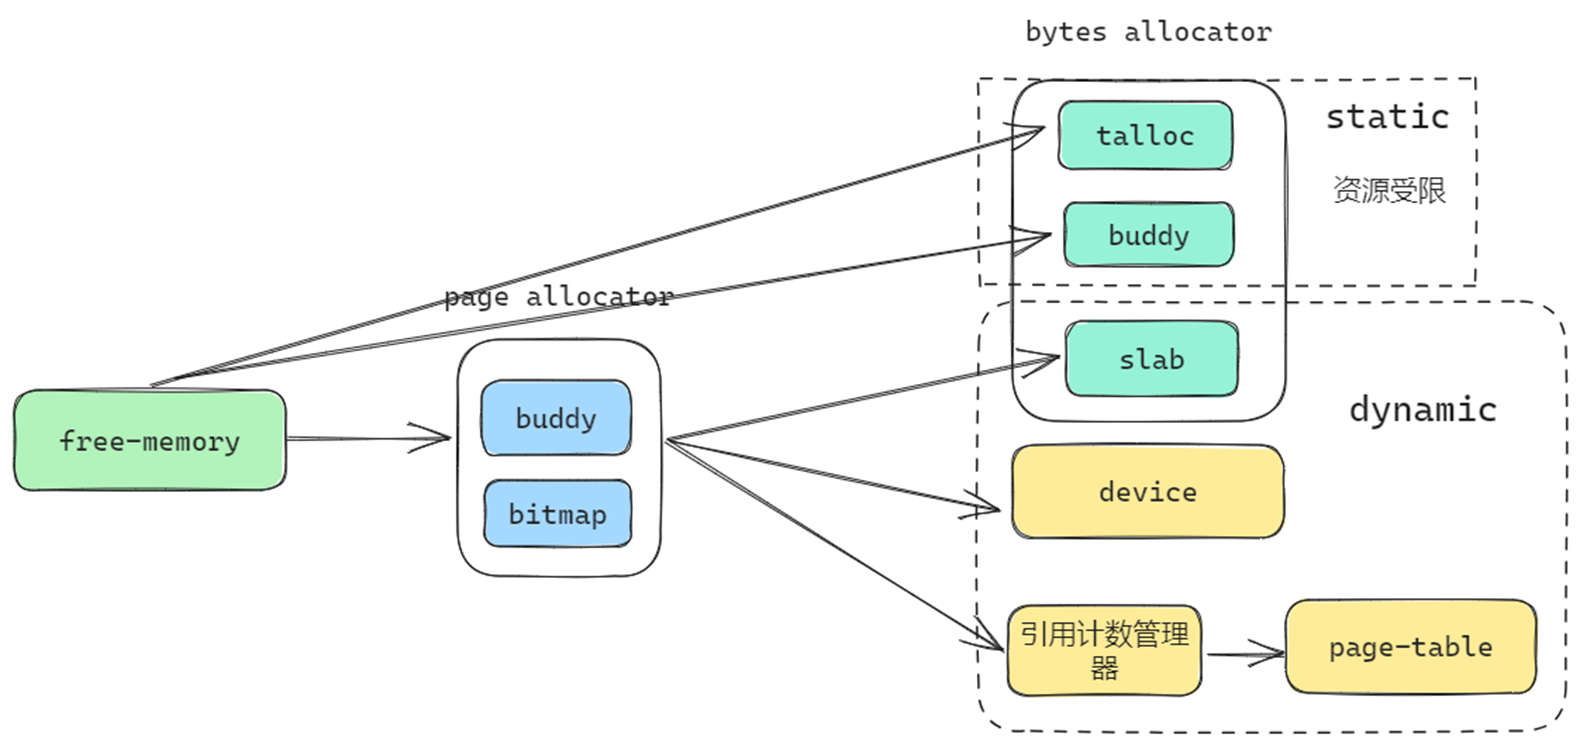 bytes allocator
talloc
static
资源受限
buddy
page allocator
slab
dynamic
free-memory
buddy
bitmap
device
引用计数管理
器
page-table